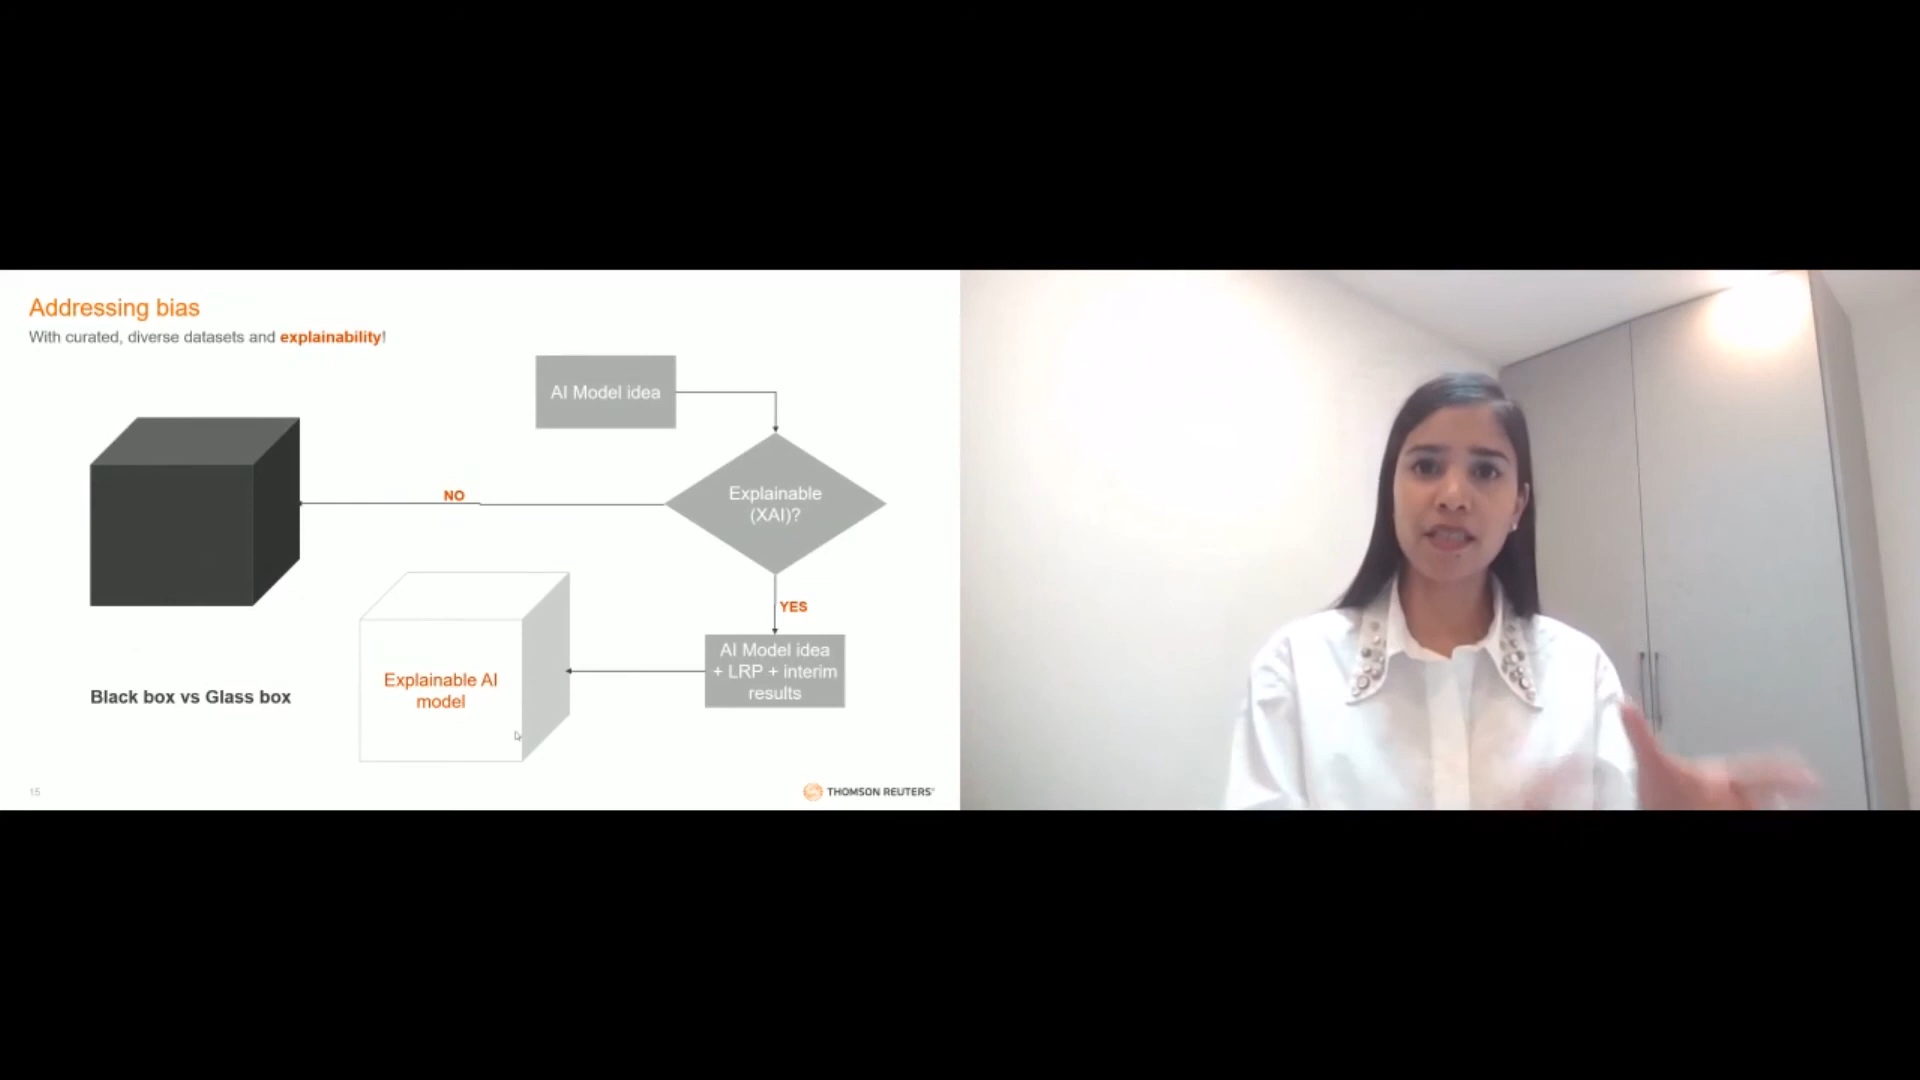 Addressing bias
With curated, diverse datasets and explainability!
AI Model idea
Explainable
(XAI)?
NO
YES
AI Model idea
+ LRP + interim
results
Explainable AI
model
Black box vs Glass box
15
THOMSON REUTERS™